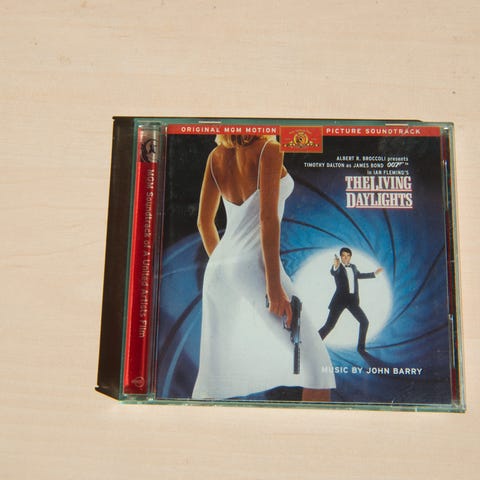 ORIGINAL MGM MOTION PICTURE SOUNDTRACK
ALBERT R. BROCCOLI presents
TIMOTHY DALTON as JAMES BOND 007™
in IAN FLEMING'S
THE LIVING
DAYLIGHTS
MUSIC BY JOHN BARRY
MGM Soundtrack of A United Artists Film